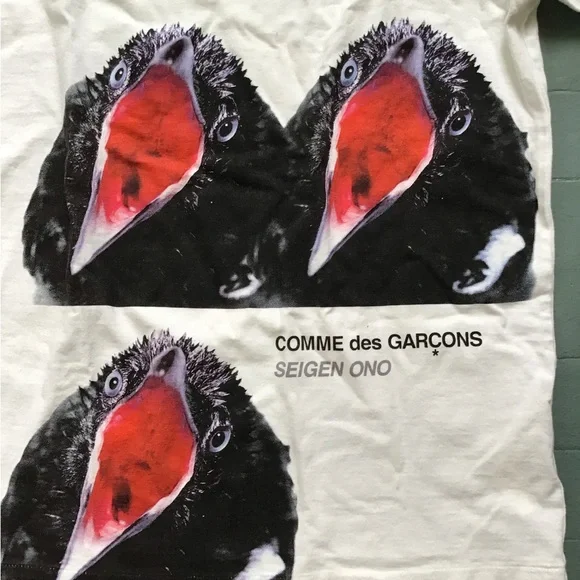 COMME des GARÇONS
*
SEIGEN ONO